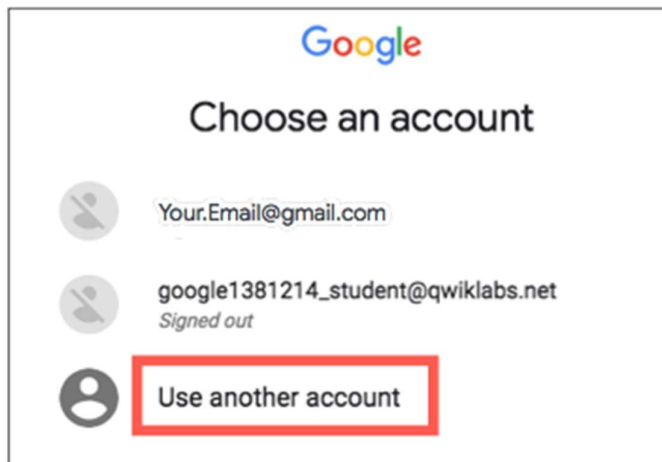 Google
Choose an account
Your.Email@gmail.com
google1381214_student@qwiklabs.net
Signed out
Use another account